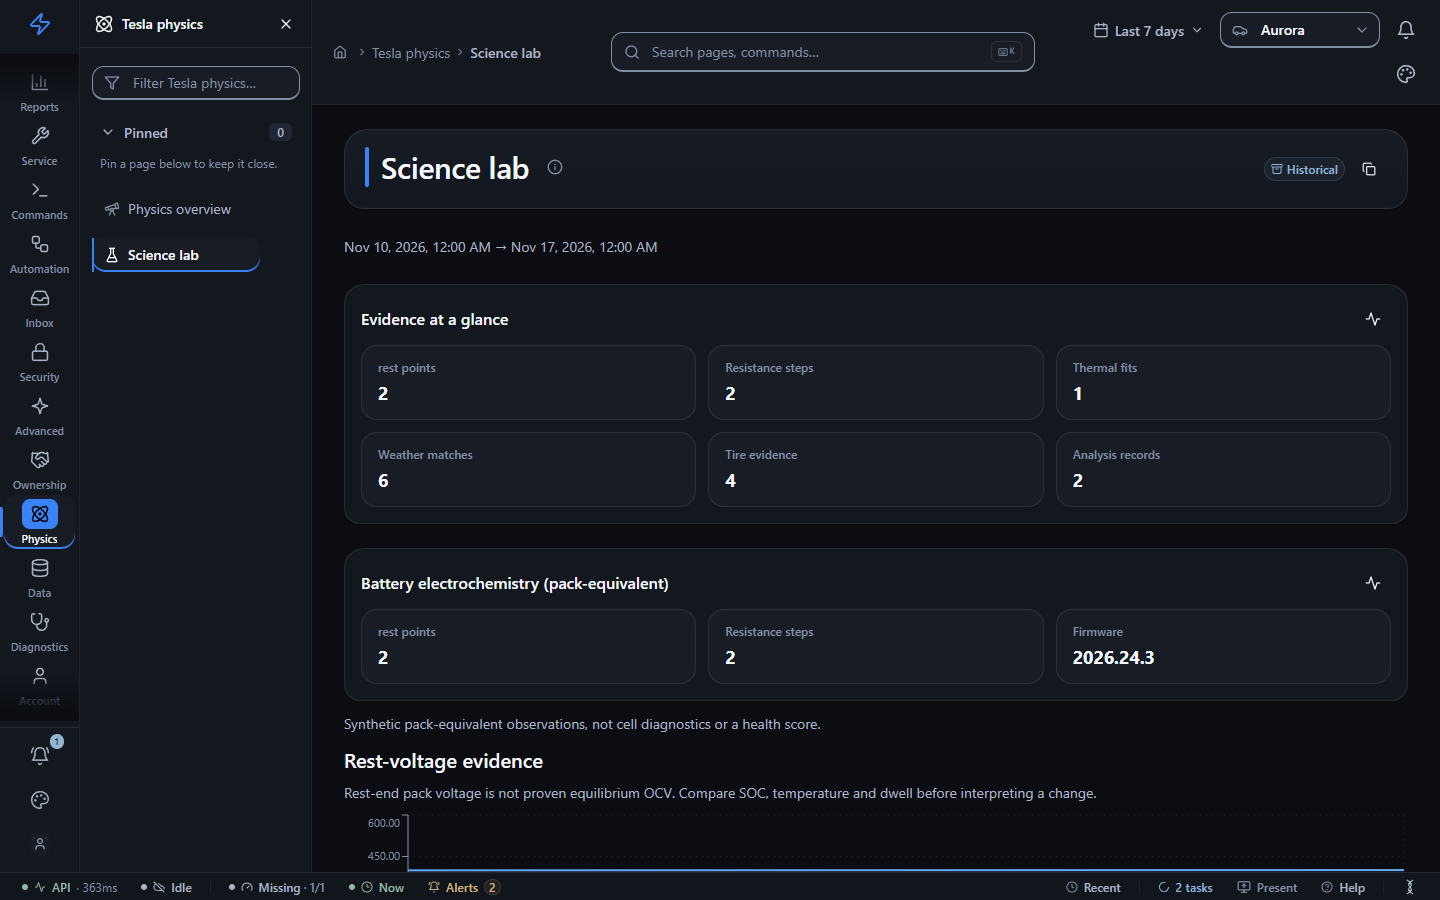 Tesla physics
Filter Tesla physics...
Pinned
0
Pin a page below to keep it close.
Physics overview
Science lab
Reports
Service
Commands
Automation
Inbox
Security
Advanced
Ownership
Physics
Data
Diagnostics
Account
1
Tesla physics
Science lab
Search pages, commands...
K
Last 7 days
Aurora
Science lab
Historical
Nov 10, 2026, 12:00 AM → Nov 17, 2026, 12:00 AM
Evidence at a glance
rest points
2
Resistance steps
2
Thermal fits
1
Weather matches
6
Tire evidence
4
Analysis records
2
Battery electrochemistry (pack-equivalent)
rest points
2
Resistance steps
2
Firmware
2026.24.3
Synthetic pack-equivalent observations, not cell diagnostics or a health score.
Rest-voltage evidence
Rest-end pack voltage is not proven equilibrium OCV. Compare SOC, temperature and dwell before interpreting a change.
600.00
450.00
API · 363ms
Idle
Missing · 1/1
Now
Alerts 2
Recent
2 tasks
Present
Help